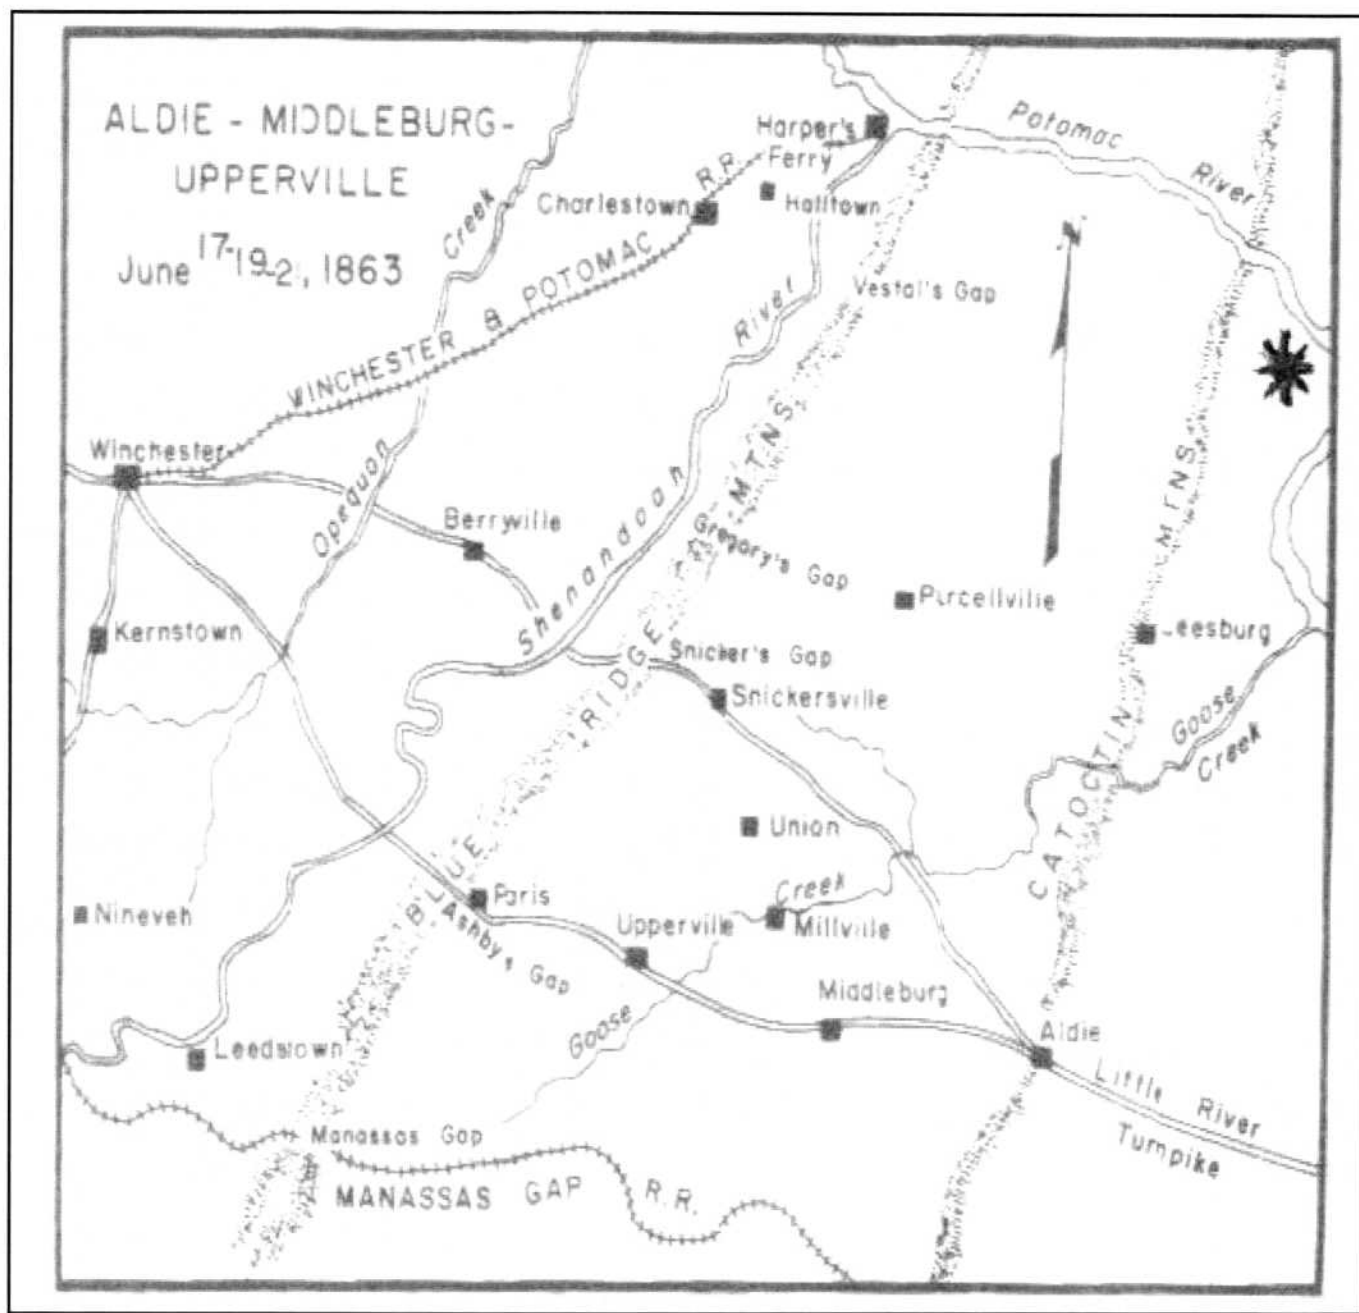 ALDIE - MIDDLEBURG-
UPPERVILLE
June 17-19-21, 1863
Creek
Harper's
Ferry
Potomac
River
R.R.
Charlestown
Halltown
N
WINCHESTER & POTOMAC
River
Vestal's Gap
Winchester
Opequon
Berryville
Shenandoah
MTNS.
Gregory's Gap
MTNS
Purcellville
Kernstown
Leesburg
Snicker's Gap
RIDGE
Snickersville
Goose
Creek
CATOCTIN
Union
BLUE
Paris
Creek
Nineveh
Ashby's Gap
Upperville
Millville
Middleburg
Goose
Aldie
Leedstown
Little River
Turnpike
Manassas Gap
MANASSAS GAP R.R.